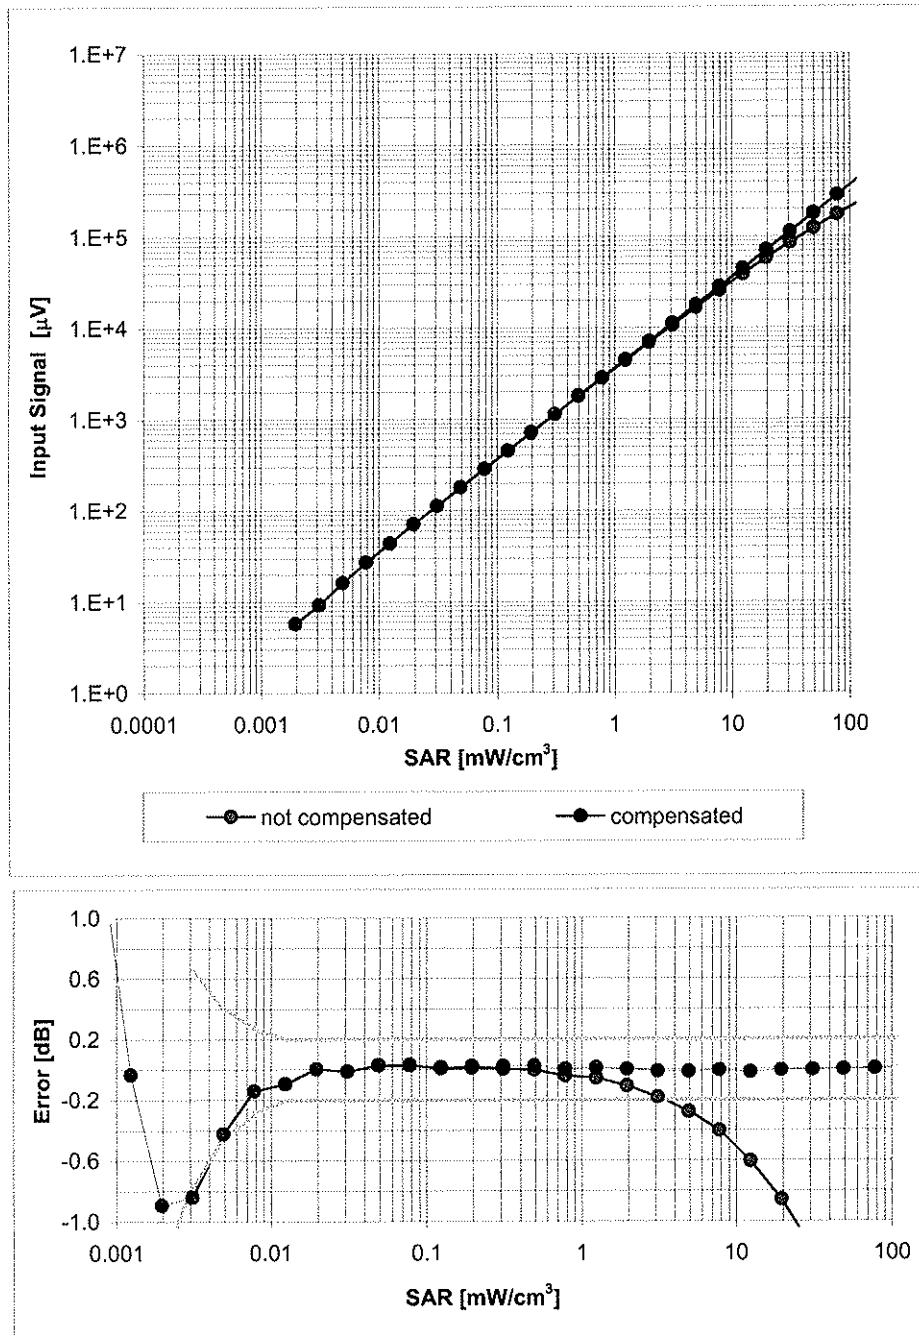 1.E+7
1.E+6
1.E+5
1.E+4
1.E+3
1.E+2
1.E+1
1.E+0
Input Signal [µV]
0.0001 0.001 0.01 0.1 1 10 100
SAR [mW/cm³]
not compensated compensated
1.0
0.6
0.2
-0.2
-0.6
-1.0
Error [dB]
0.001 0.01 0.1 1 10 100
SAR [mW/cm³]